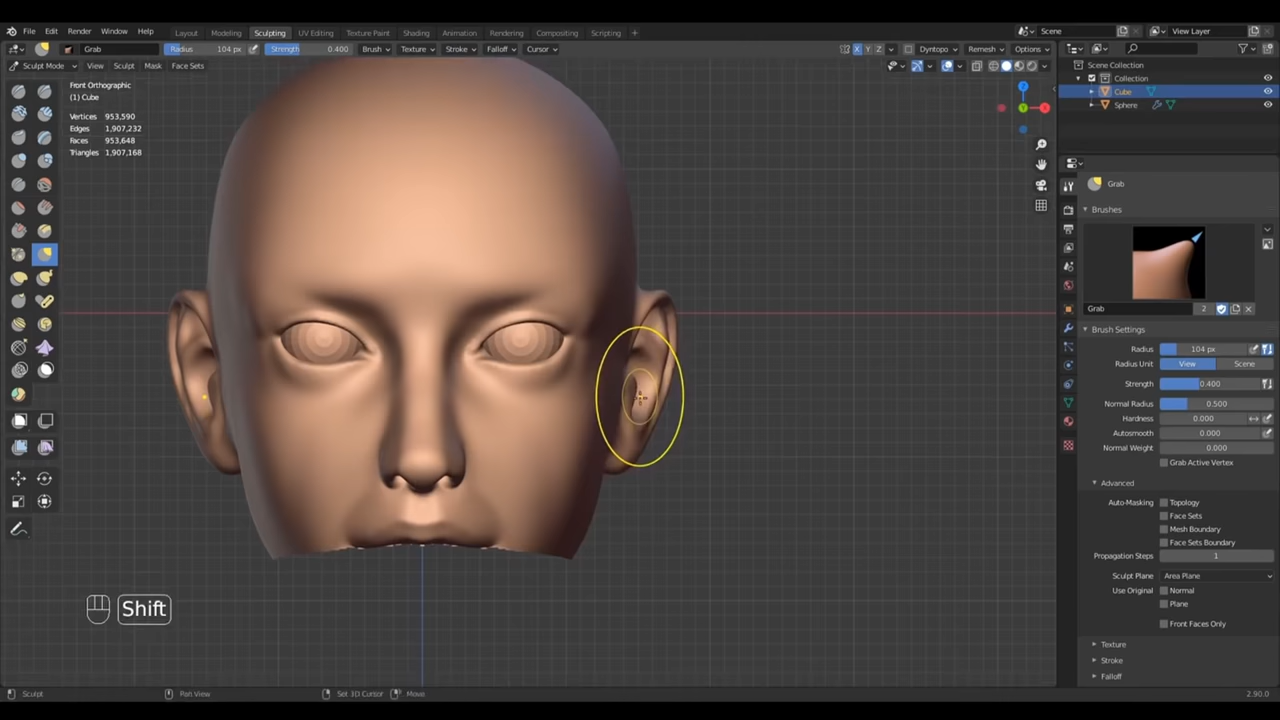 File Edit Render Window Help Layout Modeling Sculpting UV Editing Texture Paint Shading Animation Rendering Compositing Scripting Scene View Layer
Grab Radius 104 px Strength 0.400 Brush Texture Stroke Falloff Cursor X Y Z Dyntopo Remesh Options
Sculpt Mode View Sculpt Mask Face Sets
Scene Collection
Collection
Cube
Sphere
Front Orthographic
(1) Cube
Vertices 953,590
Edges 1,907,232
Faces 953,648
Triangles 1,907,168
Z
X
Y
Grab
Brushes
Grab 2
Brush Settings
Radius 104 px
Radius Unit View Scene
Strength 0.400
Normal Radius 0.500
Hardness 0.000
Autosmooth 0.000
Normal Weight 0.000
Grab Active Vertex
Advanced
Auto-Masking Topology
Face Sets
Mesh Boundary
Face Sets Boundary
Propagation Steps 1
Sculpt Plane Area Plane
Use Original Normal
Plane
Front Faces Only
Texture
Stroke
Falloff
Shift
Sculpt Pan View Set 3D Cursor Move 2.90.0